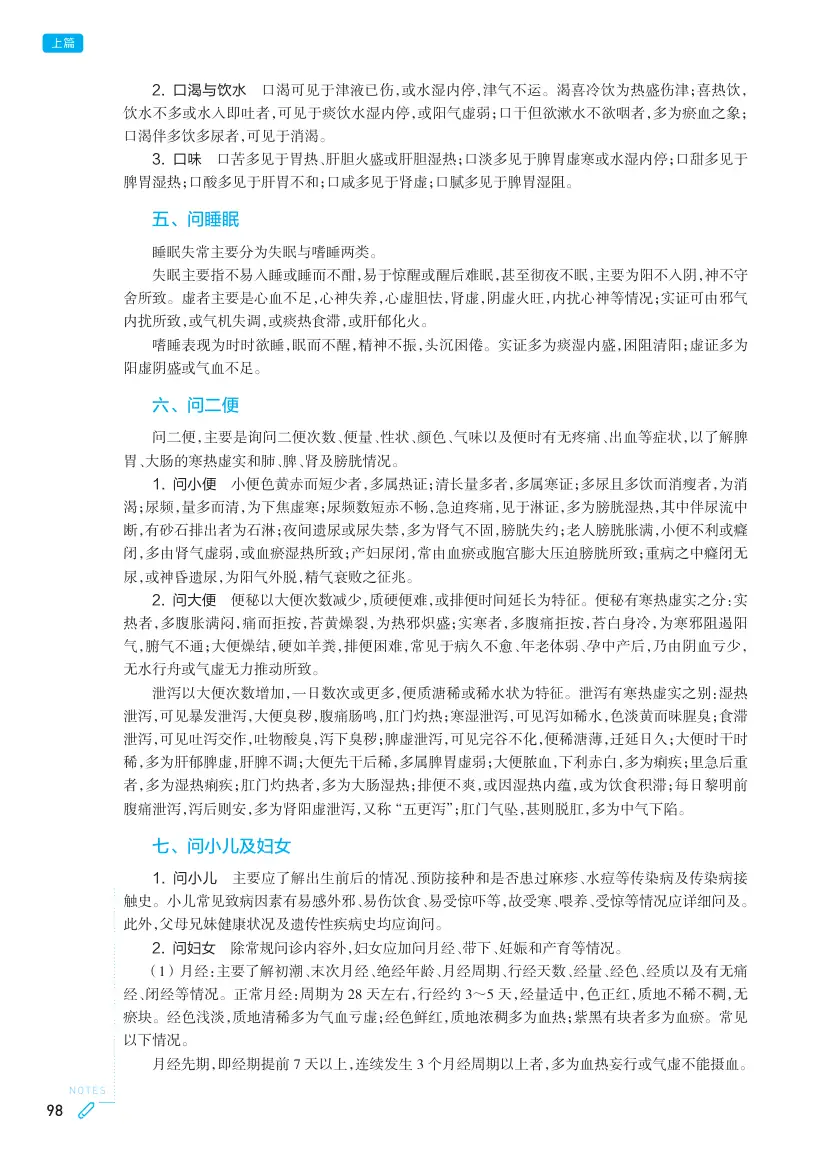 上篇
2. 口渴与饮水　口渴可见于津液已伤,或水湿内停,津气不运。渴喜冷饮为热盛伤津;喜热饮,
饮水不多或水入即吐者,可见于痰饮水湿内停,或阳气虚弱;口干但欲漱水不欲咽者,多为瘀血之象;
口渴伴多饮多尿者,可见于消渴。
3. 口味　口苦多见于胃热、肝胆火盛或肝胆湿热;口淡多见于脾胃虚寒或水湿内停;口甜多见于
脾胃湿热;口酸多见于肝胃不和;口咸多见于肾虚;口腻多见于脾胃湿阻。
五、问睡眠
睡眠失常主要分为失眠与嗜睡两类。
失眠主要指不易入睡或睡而不酣,易于惊醒或醒后难眠,甚至彻夜不眠,主要为阳不入阴,神不守
舍所致。虚者主要是心血不足,心神失养,心虚胆怯,肾虚,阴虚火旺,内扰心神等情况;实证可由邪气
内扰所致,或气机失调,或痰热食滞,或肝郁化火。
嗜睡表现为时时欲睡,眠而不醒,精神不振,头沉困倦。实证多为痰湿内盛,困阻清阳;虚证多为
阳虚阴盛或气血不足。
六、问二便
问二便,主要是询问二便次数、便量、性状、颜色、气味以及便时有无疼痛、出血等症状,以了解脾
胃、大肠的寒热虚实和肺、脾、肾及膀胱情况。
1. 问小便　小便色黄赤而短少者,多属热证;清长量多者,多属寒证;多尿且多饮而消瘦者,为消
渴;尿频,量多而清,为下焦虚寒;尿频数短赤不畅,急迫疼痛,见于淋证,多为膀胱湿热,其中伴尿流中
断,有砂石排出者为石淋;夜间遗尿或尿失禁,多为肾气不固,膀胱失约;老人膀胱胀满,小便不利或癃
闭,多由肾气虚弱,或血瘀湿热所致;产妇尿闭,常由血瘀或胞宫膨大压迫膀胱所致;重病之中癃闭无
尿,或神昏遗尿,为阳气外脱,精气衰败之征兆。
2. 问大便　便秘以大便次数减少,质硬便难,或排便时间延长为特征。便秘有寒热虚实之分:实
热者,多腹胀满闷,痛而拒按,苔黄燥裂,为热邪炽盛;实寒者,多腹痛拒按,苔白身冷,为寒邪阻遏阳
气,腑气不通;大便燥结,硬如羊粪,排便困难,常见于病久不愈、年老体弱、孕中产后,乃由阴血亏少,
无水行舟或气虚无力推动所致。
泄泻以大便次数增加,一日数次或更多,便质溏稀或稀水状为特征。泄泻有寒热虚实之别:湿热
泄泻,可见暴发泄泻,大便臭秽,腹痛肠鸣,肛门灼热;寒湿泄泻,可见泻如稀水,色淡黄而味腥臭;食滞
泄泻,可见吐泻交作,吐物酸臭,泻下臭秽;脾虚泄泻,可见完谷不化,便稀溏薄,迁延日久;大便时干时
稀,多为肝郁脾虚,肝脾不调;大便先干后稀,多属脾胃虚弱;大便脓血,下利赤白,多为痢疾;里急后重
者,多为湿热痢疾;肛门灼热者,多为大肠湿热;排便不爽,或因湿热内蕴,或为饮食积滞;每日黎明前
腹痛泄泻,泻后则安,多为肾阳虚泄泻,又称“五更泻”;肛门气坠,甚则脱肛,多为中气下陷。
七、问小儿及妇女
1. 问小儿　主要应了解出生前后的情况、预防接种和是否患过麻疹、水痘等传染病及传染病接
触史。小儿常见致病因素有易感外邪、易伤饮食、易受惊吓等,故受寒、喂养、受惊等情况应详细问及。
此外,父母兄妹健康状况及遗传性疾病史均应询问。
2. 问妇女　除常规问诊内容外,妇女应加问月经、带下、妊娠和产育等情况。
（1）月经:主要了解初潮、末次月经、绝经年龄、月经周期、行经天数、经量、经色、经质以及有无痛
经、闭经等情况。正常月经:周期为 28 天左右,行经约 3～5 天,经量适中,色正红,质地不稀不稠,无
瘀块。经色浅淡,质地清稀多为气血亏虚;经色鲜红,质地浓稠多为血热;紫黑有块者多为血瘀。常见
以下情况。
月经先期,即经期提前 7 天以上,连续发生 3 个月经周期以上者,多为血热妄行或气虚不能摄血。
NOTES
98